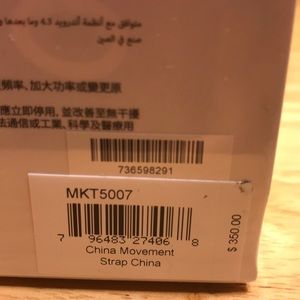 متوافق مع أنظمة أندرويد 4.3 وما بعدها و
صنع في الصين
頻率、加大功率或變更原
應立即停用，並改善至無干擾
法通信或工業、科學及醫療用
736598291
MKT5007
7 96483 27406 8
China Movement
Strap China
$ 350.00